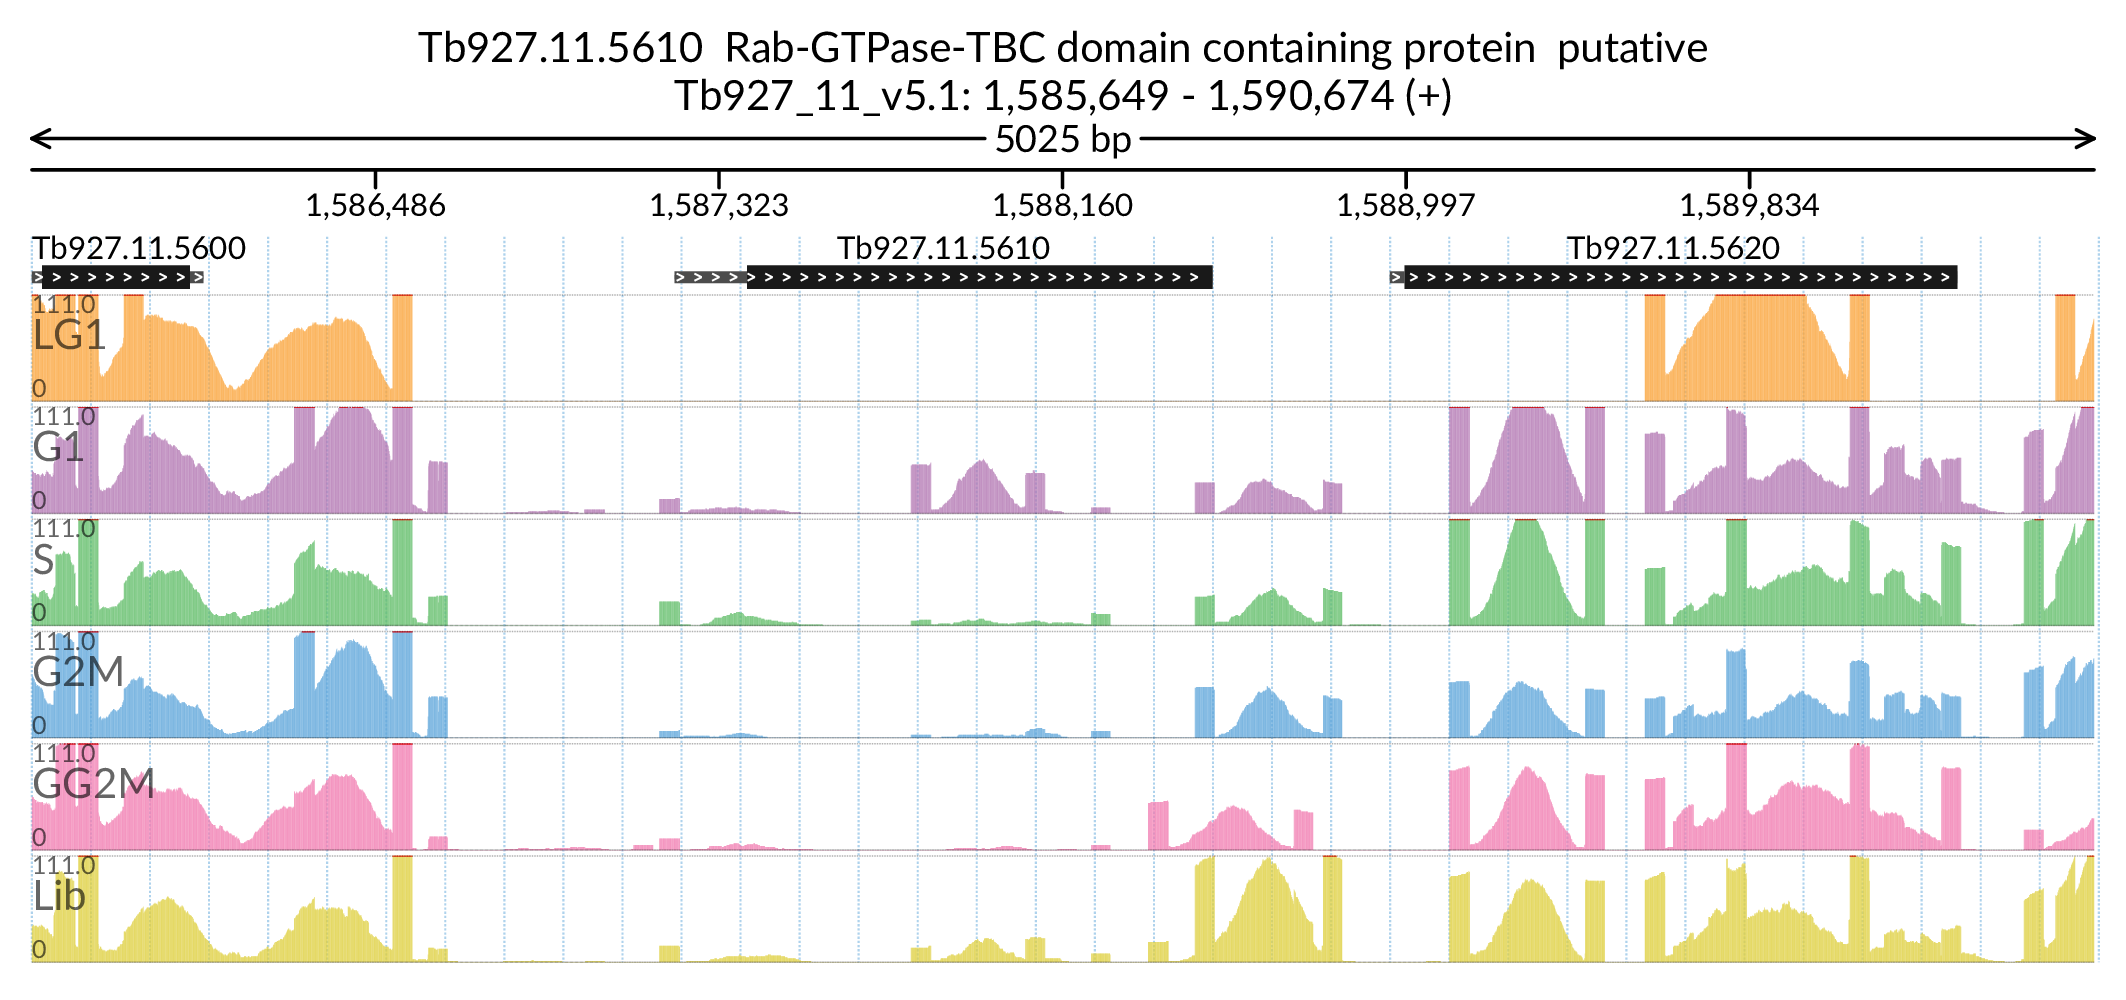 Tb927.11.5610 Rab-GTPase-TBC domain containing protein putative
Tb927_11_v5.1: 1,585,649 - 1,590,674 (+)
5025 bp
1,586,486 1,587,323 1,588,160 1,588,997 1,589,834
Tb927.11.5600 Tb927.11.5610 Tb927.11.5620
111.0
LG1
0
111.0
G1
0
111.0
S
0
111.0
G2M
0
111.0
GG2M
0
111.0
Lib
0